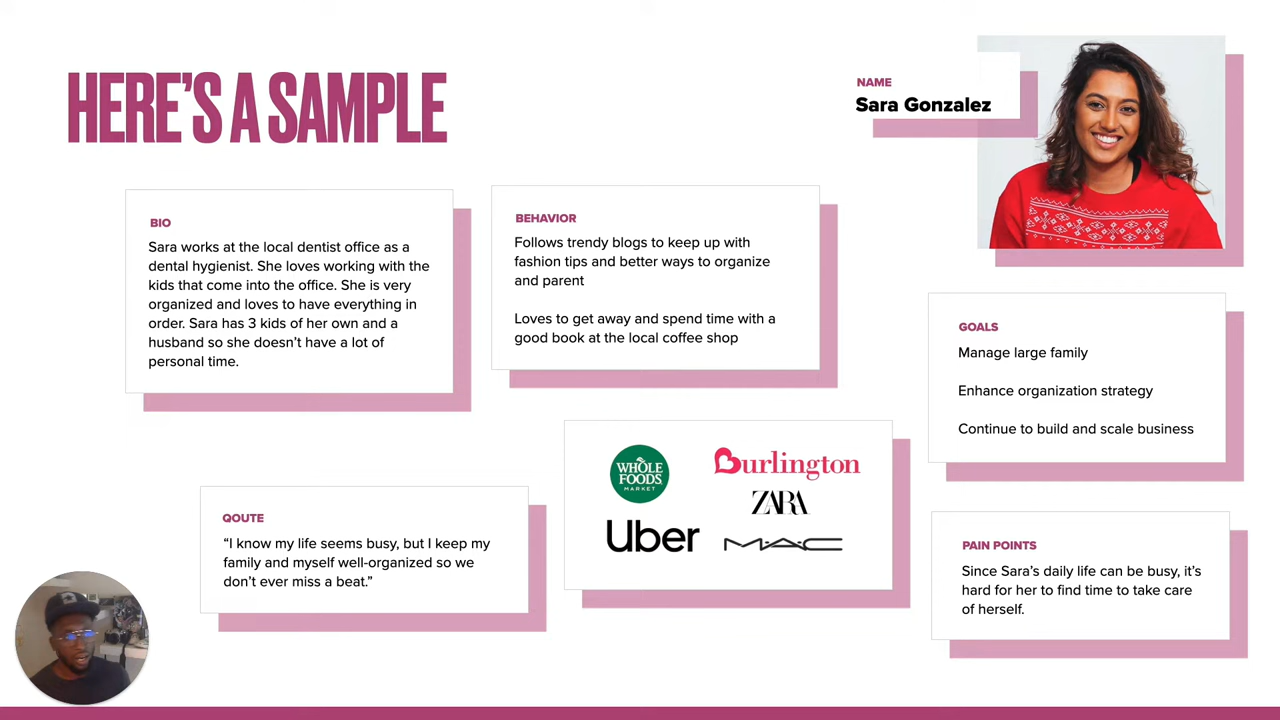 HERE'S A SAMPLE
NAME
Sara Gonzalez
BIO
Sara works at the local dentist office as a
dental hygienist. She loves working with the
kids that come into the office. She is very
organized and loves to have everything in
order. Sara has 3 kids of her own and a
husband so she doesn't have a lot of
personal time.
BEHAVIOR
Follows trendy blogs to keep up with
fashion tips and better ways to organize
and parent
Loves to get away and spend time with a
good book at the local coffee shop
GOALS
Manage large family
Enhance organization strategy
Continue to build and scale business
QOUTE
“I know my life seems busy, but I keep my
family and myself well-organized so we
don't ever miss a beat.”
WHOLE
FOODS
MARKET
Burlington
ZARA
Uber
MAC
PAIN POINTS
Since Sara's daily life can be busy, it's
hard for her to find time to take care
of herself.